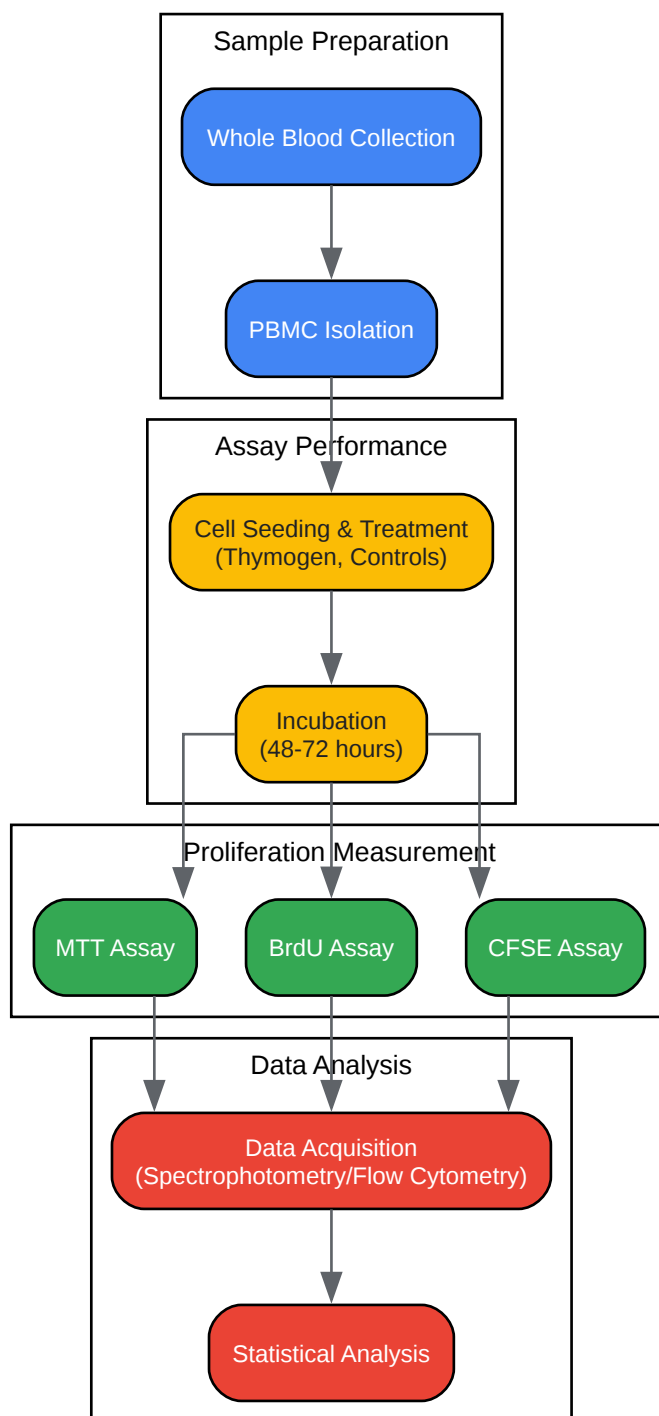 Sample Preparation
Whole Blood Collection
PBMC Isolation
Assay Performance
Cell Seeding & Treatment
(Thymogen, Controls)
Incubation
(48-72 hours)
Proliferation Measurement
MTT Assay
BrdU Assay
CFSE Assay
Data Analysis
Data Acquisition
(Spectrophotometry/Flow Cytometry)
Statistical Analysis